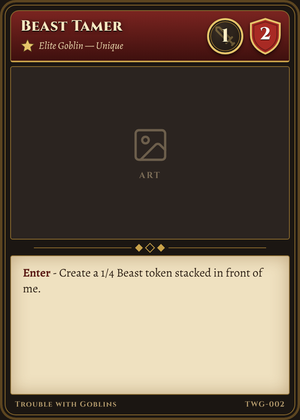 Beast Tamer
Elite Goblin — Unique
1
2
ART
Enter - Create a 1/4 Beast token stacked in front of
me.
Trouble with Goblins
TWG-002